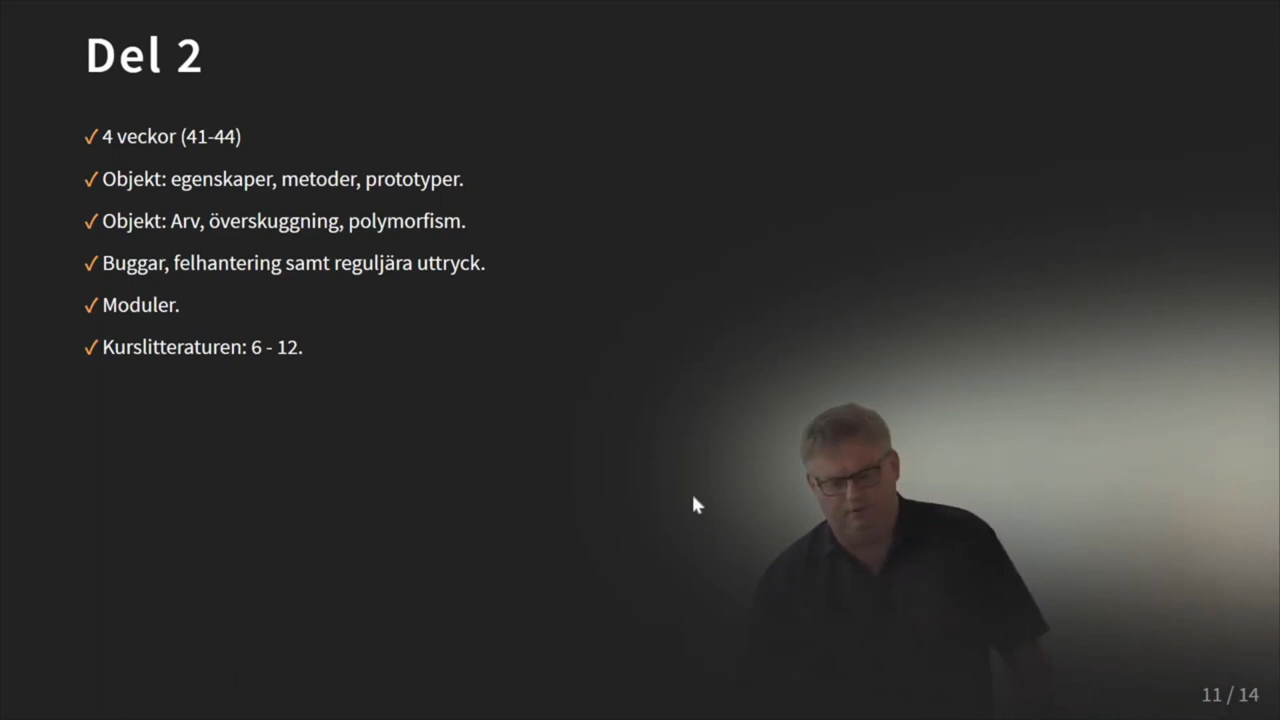 Del 2
✓ 4 veckor (41-44)
✓ Objekt: egenskaper, metoder, prototyper.
✓ Objekt: Arv, överskuggning, polymorfism.
✓ Buggar, felhantering samt reguljära uttryck.
✓ Moduler.
✓ Kurslitteraturen: 6 - 12.
11 / 14